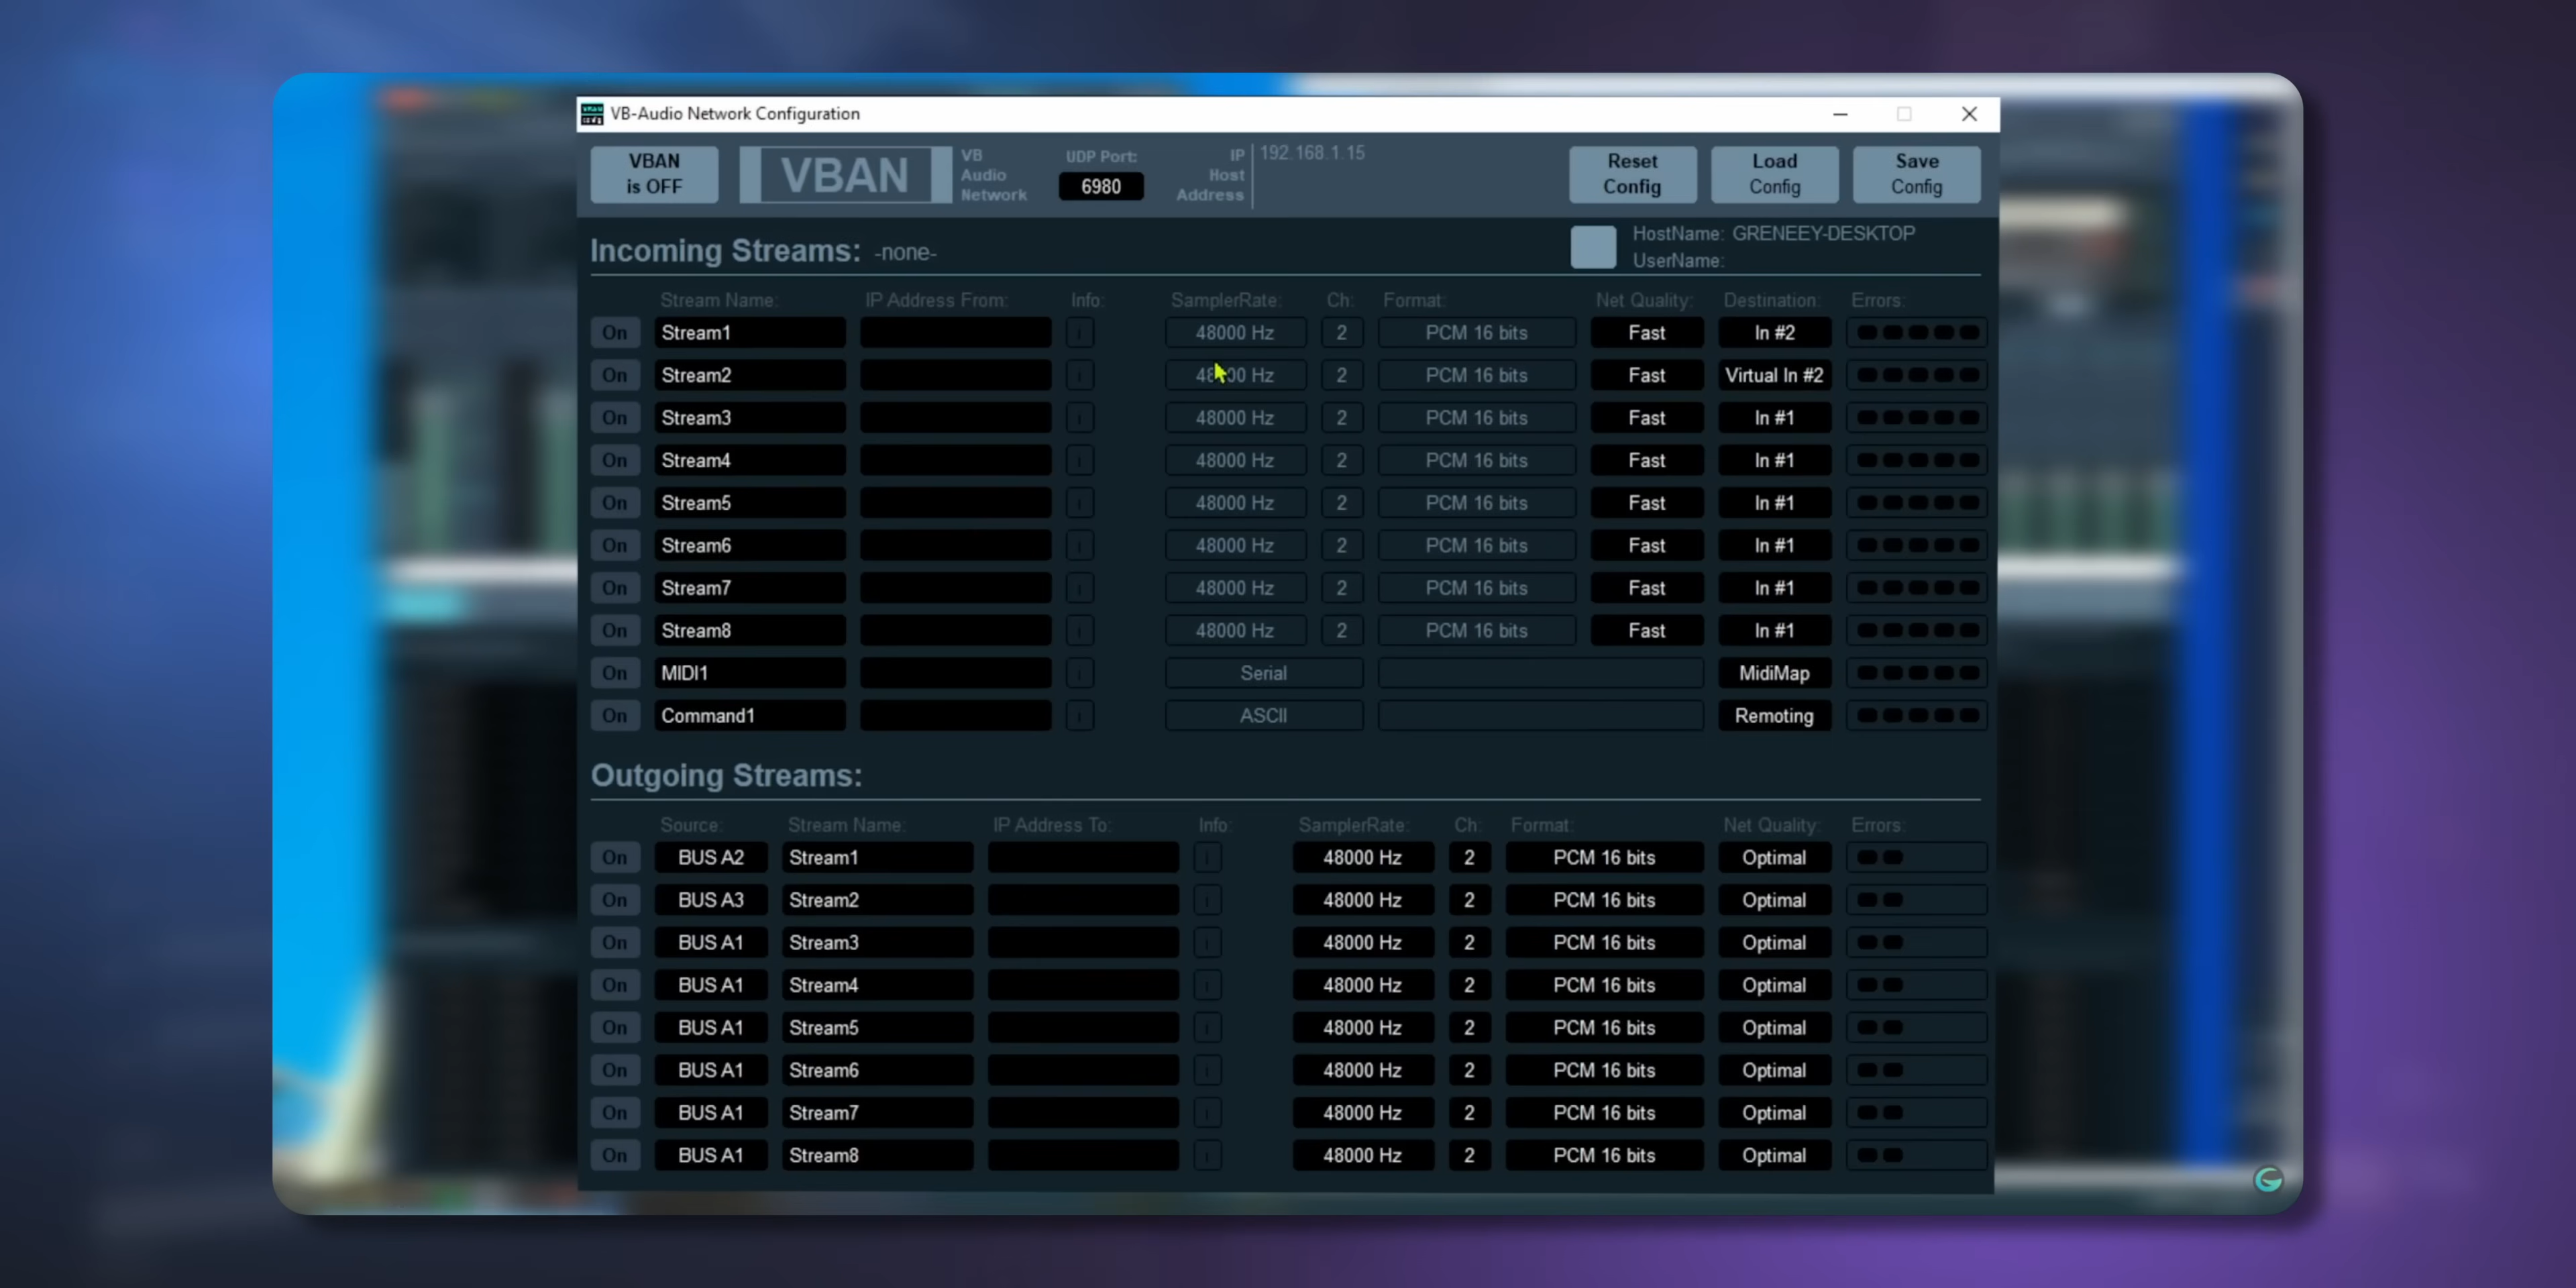 VB-Audio Network Configuration
VBAN is OFF
VBAN
VB Audio Network
UDP Port:
6980
IP Host Address
192.168.1.15
Reset Config
Load Config
Save Config
Incoming Streams: -none-
HostName: GRENEEY-DESKTOP
UserName:
Stream Name: IP Address From: Info: SamplerRate: Ch: Format: Net Quality: Destination: Errors:
On Stream1 i 48000 Hz 2 PCM 16 bits Fast In #2
On Stream2 i 48000 Hz 2 PCM 16 bits Fast Virtual In #2
On Stream3 i 48000 Hz 2 PCM 16 bits Fast In #1
On Stream4 i 48000 Hz 2 PCM 16 bits Fast In #1
On Stream5 i 48000 Hz 2 PCM 16 bits Fast In #1
On Stream6 i 48000 Hz 2 PCM 16 bits Fast In #1
On Stream7 i 48000 Hz 2 PCM 16 bits Fast In #1
On Stream8 i 48000 Hz 2 PCM 16 bits Fast In #1
On MIDI1 i Serial MidiMap
On Command1 i ASCII Remoting
Outgoing Streams:
Source: Stream Name: IP Address To: Info: SamplerRate: Ch: Format: Net Quality: Errors:
On BUS A2 Stream1 i 48000 Hz 2 PCM 16 bits Optimal
On BUS A3 Stream2 i 48000 Hz 2 PCM 16 bits Optimal
On BUS A1 Stream3 i 48000 Hz 2 PCM 16 bits Optimal
On BUS A1 Stream4 i 48000 Hz 2 PCM 16 bits Optimal
On BUS A1 Stream5 i 48000 Hz 2 PCM 16 bits Optimal
On BUS A1 Stream6 i 48000 Hz 2 PCM 16 bits Optimal
On BUS A1 Stream7 i 48000 Hz 2 PCM 16 bits Optimal
On BUS A1 Stream8 i 48000 Hz 2 PCM 16 bits Optimal